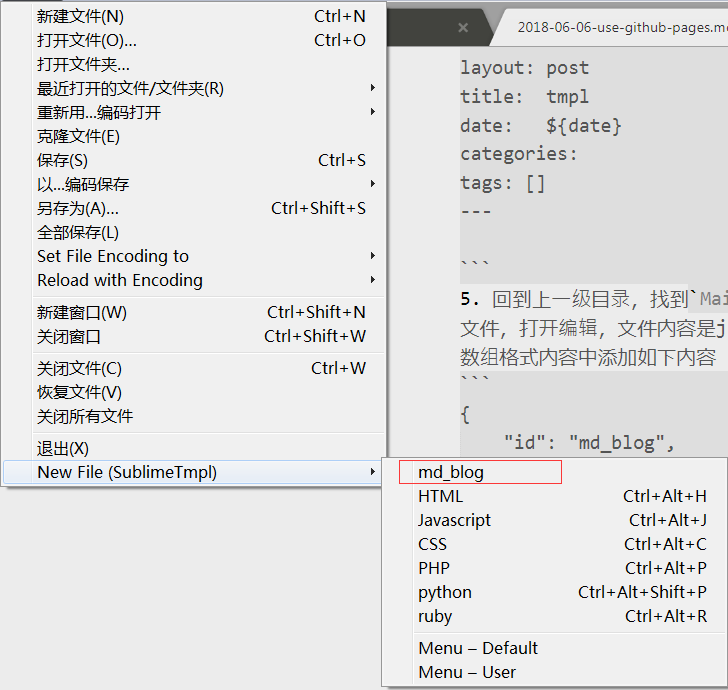 新建文件(N) Ctrl+N
打开文件(O)... Ctrl+O
打开文件夹...
最近打开的文件/文件夹(R)
重新用...编码打开
克隆文件(E)
保存(S) Ctrl+S
以...编码保存
另存为(A)... Ctrl+Shift+S
全部保存(L)
Set File Encoding to
Reload with Encoding
新建窗口(W) Ctrl+Shift+N
关闭窗口 Ctrl+Shift+W
关闭文件(C) Ctrl+W
恢复文件(V)
关闭所有文件
退出(X)
New File (SublimeTmpl)
md_blog
HTML Ctrl+Alt+H
Javascript Ctrl+Alt+J
CSS Ctrl+Alt+C
PHP Ctrl+Alt+P
python Ctrl+Alt+Shift+P
ruby Ctrl+Alt+R
Menu – Default
Menu – User
× 2018-06-06-use-github-pages.m
layout: post
title: tmpl
date: ${date}
categories:
tags: []
---
```
5. 回到上一级目录，找到`Mai
文件，打开编辑，文件内容是j
数组格式内容中添加如下内容
```
{
"id": "md_blog",